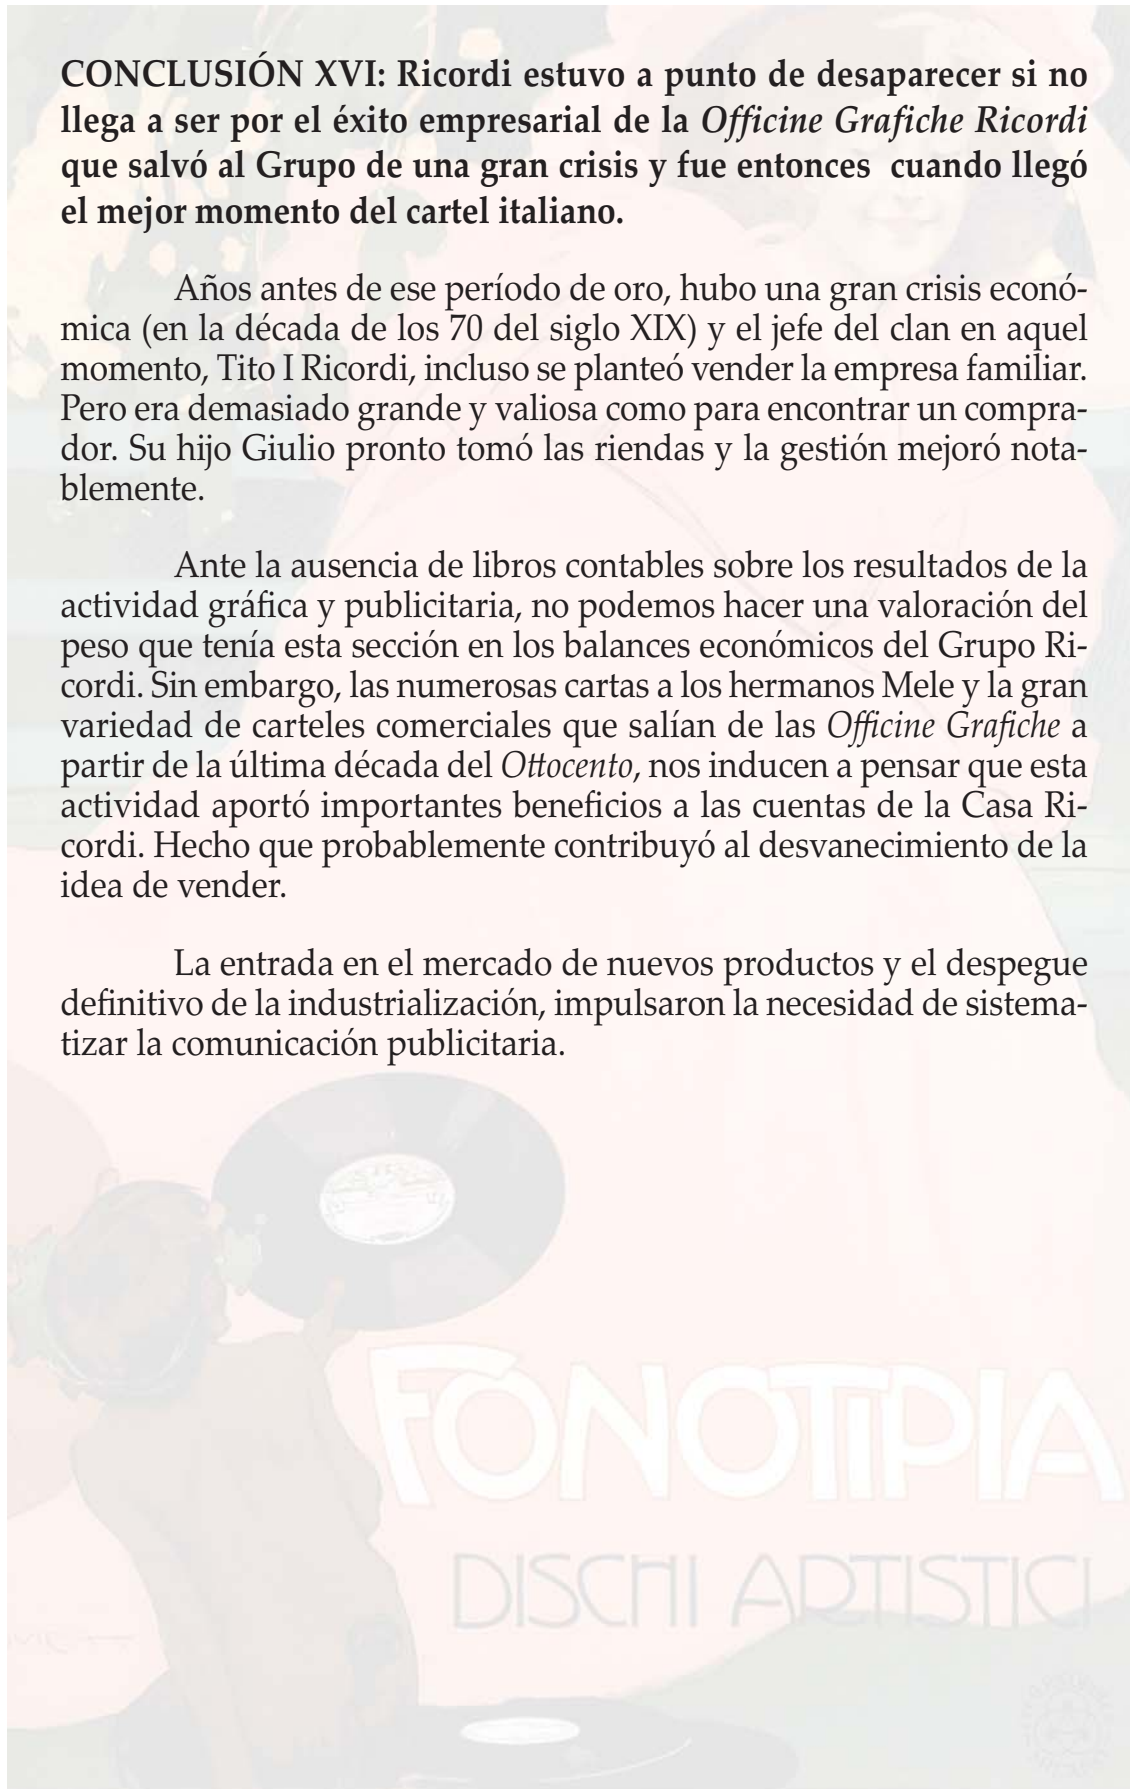 CONCLUSIÓN XVI: Ricordi estuvo a punto de desaparecer si no
llega a ser por el éxito empresarial de la Officine Grafiche Ricordi
que salvó al Grupo de una gran crisis y fue entonces cuando llegó
el mejor momento del cartel italiano.
Años antes de ese período de oro, hubo una gran crisis econó-
mica (en la década de los 70 del siglo XIX) y el jefe del clan en aquel
momento, Tito I Ricordi, incluso se planteó vender la empresa familiar.
Pero era demasiado grande y valiosa como para encontrar un compra-
dor. Su hijo Giulio pronto tomó las riendas y la gestión mejoró nota-
blemente.
Ante la ausencia de libros contables sobre los resultados de la
actividad gráfica y publicitaria, no podemos hacer una valoración del
peso que tenía esta sección en los balances económicos del Grupo Ri-
cordi. Sin embargo, las numerosas cartas a los hermanos Mele y la gran
variedad de carteles comerciales que salían de las Officine Grafiche a
partir de la última década del Ottocento, nos inducen a pensar que esta
actividad aportó importantes beneficios a las cuentas de la Casa Ri-
cordi. Hecho que probablemente contribuyó al desvanecimiento de la
idea de vender.
La entrada en el mercado de nuevos productos y el despegue
definitivo de la industrialización, impulsaron la necesidad de sistema-
tizar la comunicación publicitaria.
FONOTIPIA
DISCHI ARTISTICI